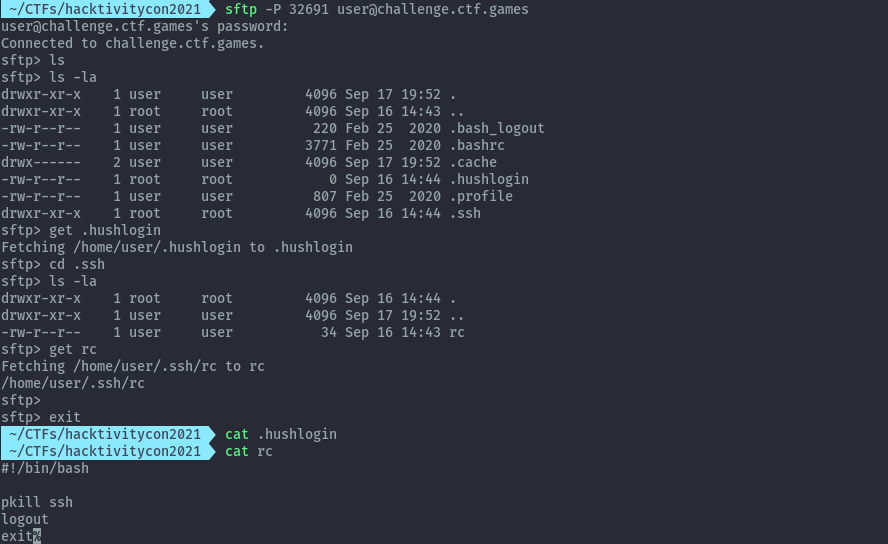 ~/CTFs/hacktivitycon2021 sftp -P 32691 user@challenge.ctf.games
user@challenge.ctf.games's password:
Connected to challenge.ctf.games.
sftp> ls
sftp> ls -la
drwxr-xr-x    1 user     user         4096 Sep 17 19:52 .
drwxr-xr-x    1 root     root         4096 Sep 16 14:43 ..
-rw-r--r--    1 user     user          220 Feb 25  2020 .bash_logout
-rw-r--r--    1 user     user         3771 Feb 25  2020 .bashrc
drwx------    2 user     user         4096 Sep 17 19:52 .cache
-rw-r--r--    1 root     root            0 Sep 16 14:44 .hushlogin
-rw-r--r--    1 user     user          807 Feb 25  2020 .profile
drwxr-xr-x    1 root     root         4096 Sep 16 14:44 .ssh
sftp> get .hushlogin
Fetching /home/user/.hushlogin to .hushlogin
sftp> cd .ssh
sftp> ls -la
drwxr-xr-x    1 root     root         4096 Sep 16 14:44 .
drwxr-xr-x    1 user     user         4096 Sep 17 19:52 ..
-rw-r--r--    1 user     user           34 Sep 16 14:43 rc
sftp> get rc
Fetching /home/user/.ssh/rc to rc
/home/user/.ssh/rc
sftp>
sftp> exit
~/CTFs/hacktivitycon2021 cat .hushlogin
~/CTFs/hacktivitycon2021 cat rc
#!/bin/bash

pkill ssh
logout
exit%